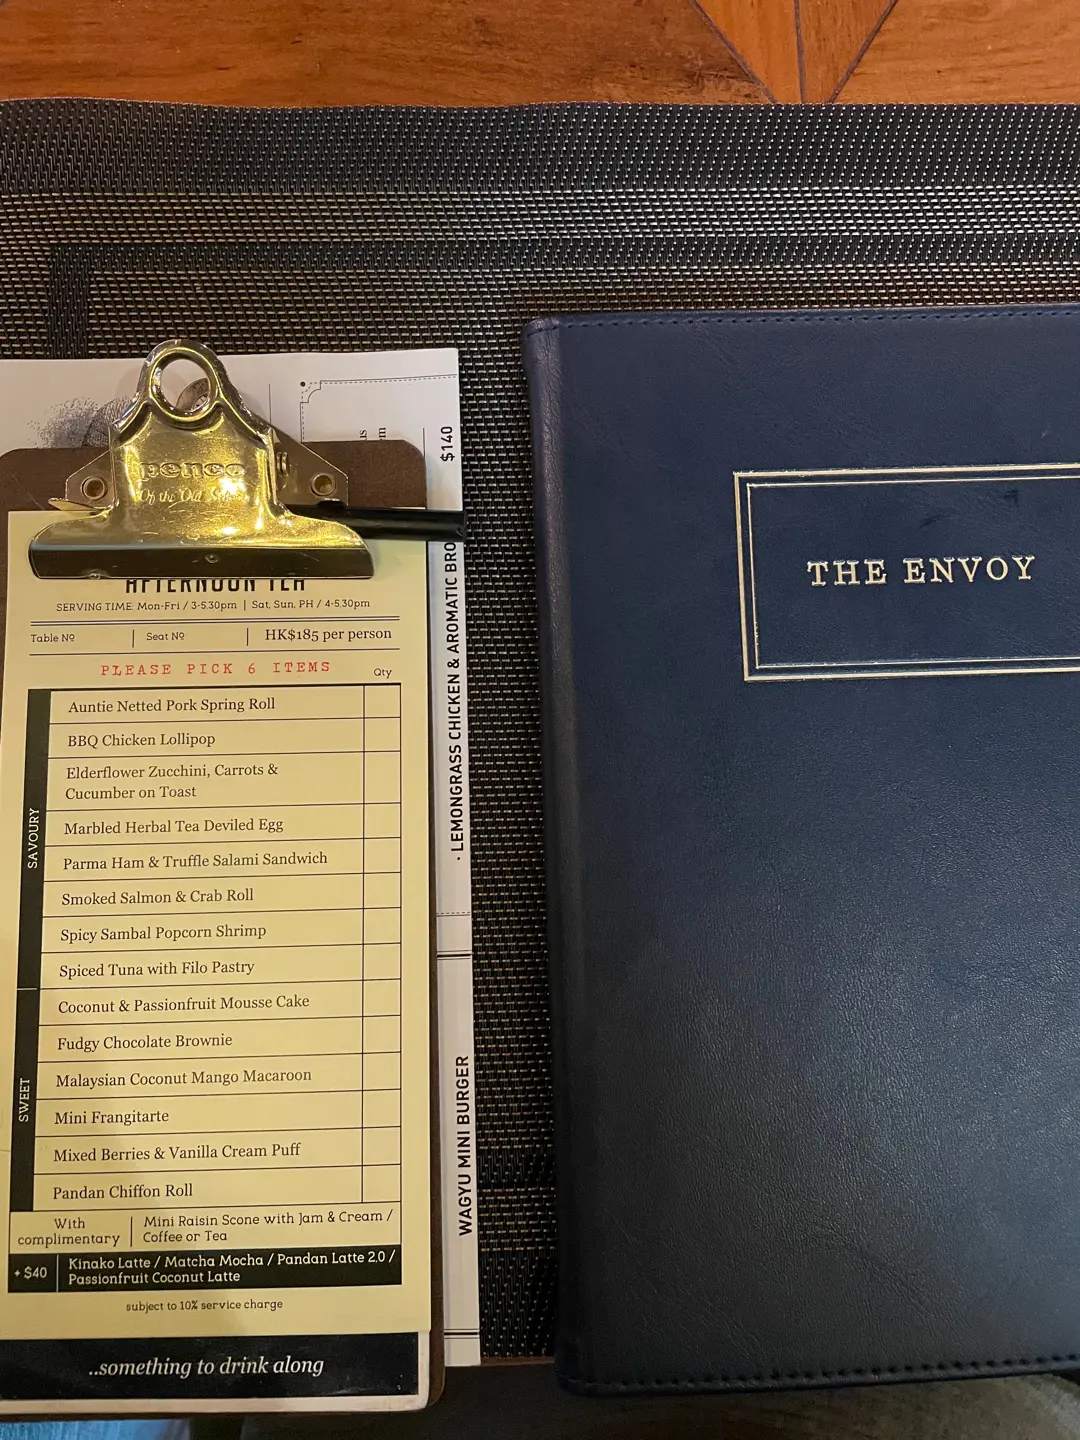 penco
AFTERNOON TEA
SERVING TIME: Mon-Fri / 3-5.30pm | Sat, Sun, PH / 4-5.30pm
Table Nº | Seat Nº | HK$185 per person
PLEASE PICK 6 ITEMS
Qty
SAVOURY
Auntie Netted Pork Spring Roll
BBQ Chicken Lollipop
Elderflower Zucchini, Carrots &
Cucumber on Toast
Marbled Herbal Tea Deviled Egg
Parma Ham & Truffle Salami Sandwich
Smoked Salmon & Crab Roll
Spicy Sambal Popcorn Shrimp
Spiced Tuna with Filo Pastry
SWEET
Coconut & Passionfruit Mousse Cake
Fudgy Chocolate Brownie
Malaysian Coconut Mango Macaroon
Mini Frangitarte
Mixed Berries & Vanilla Cream Puff
Pandan Chiffon Roll
With
complimentary
Mini Raisin Scone with Jam & Cream /
Coffee or Tea
+ $40
Kinako Latte / Matcha Mocha / Pandan Latte 2.0 /
Passionfruit Coconut Latte
subject to 10% service charge
..something to drink along
$140
· LEMONGRASS CHICKEN & AROMATIC BRO
WAGYU MINI BURGER
THE ENVOY